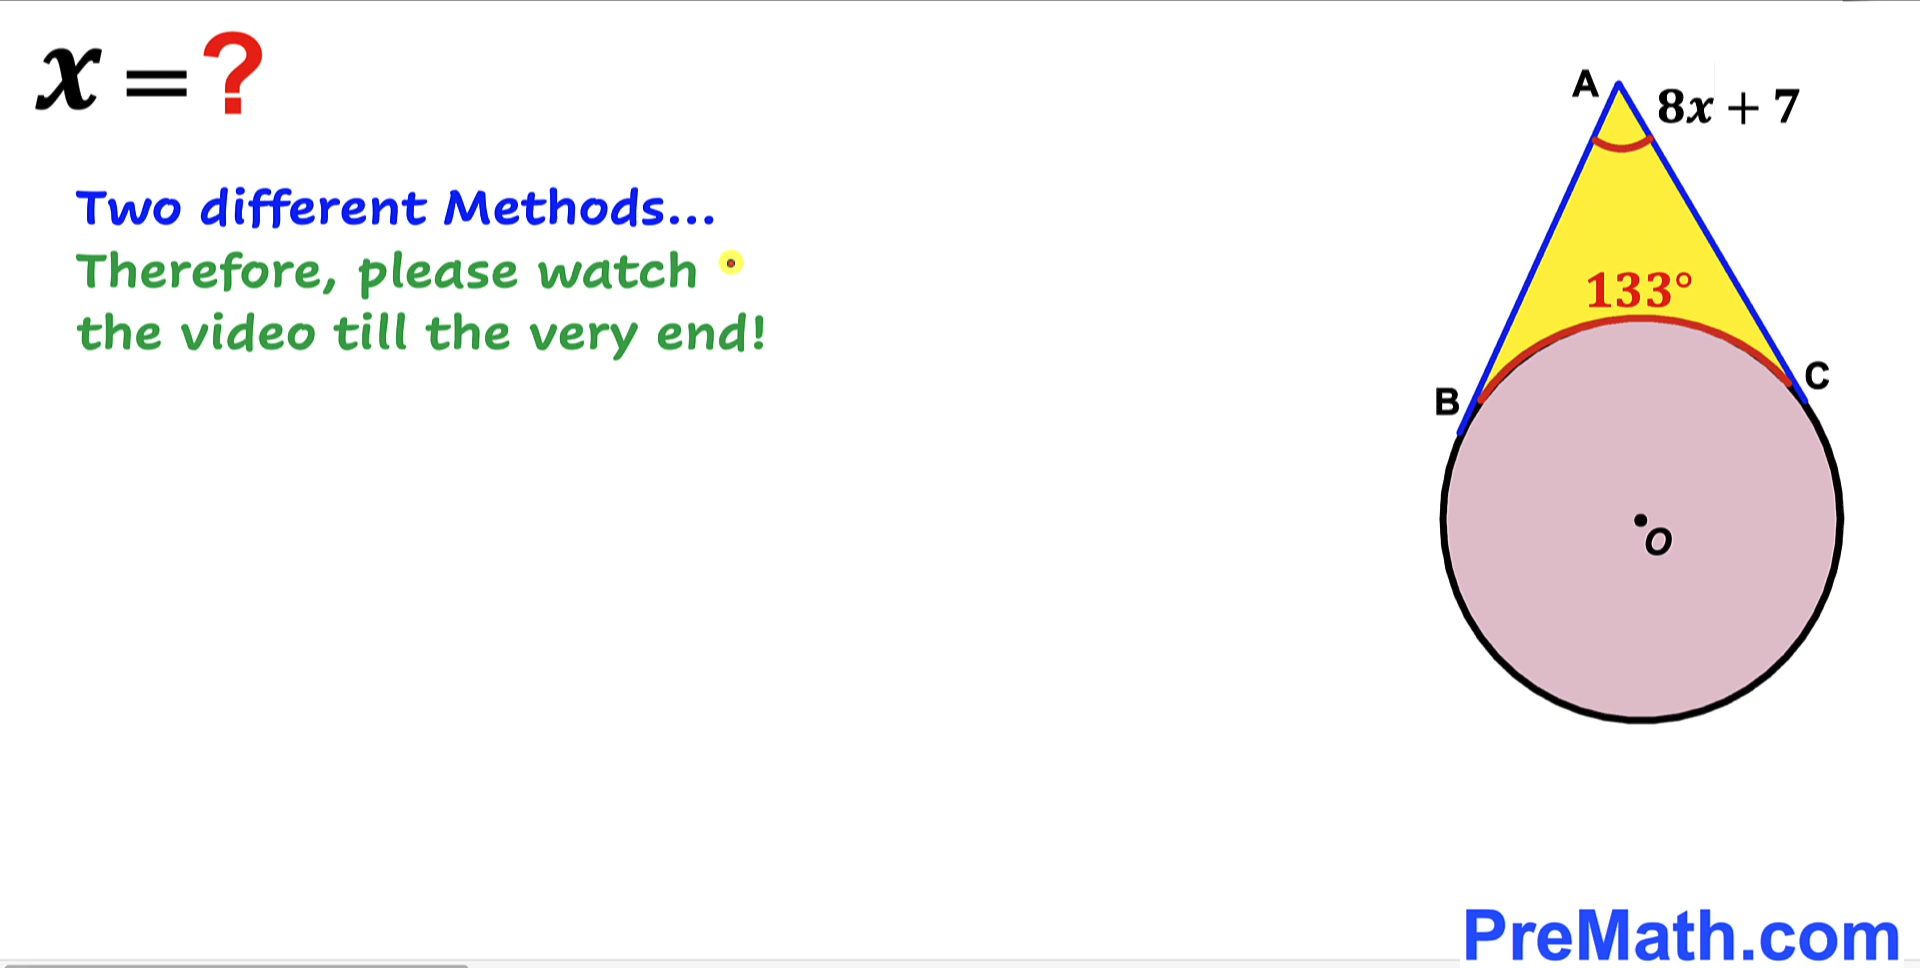 x = ?
Two different Methods...
Therefore, please watch
the video till the very end!
A
8x + 7
133°
B
C
O
PreMath.com